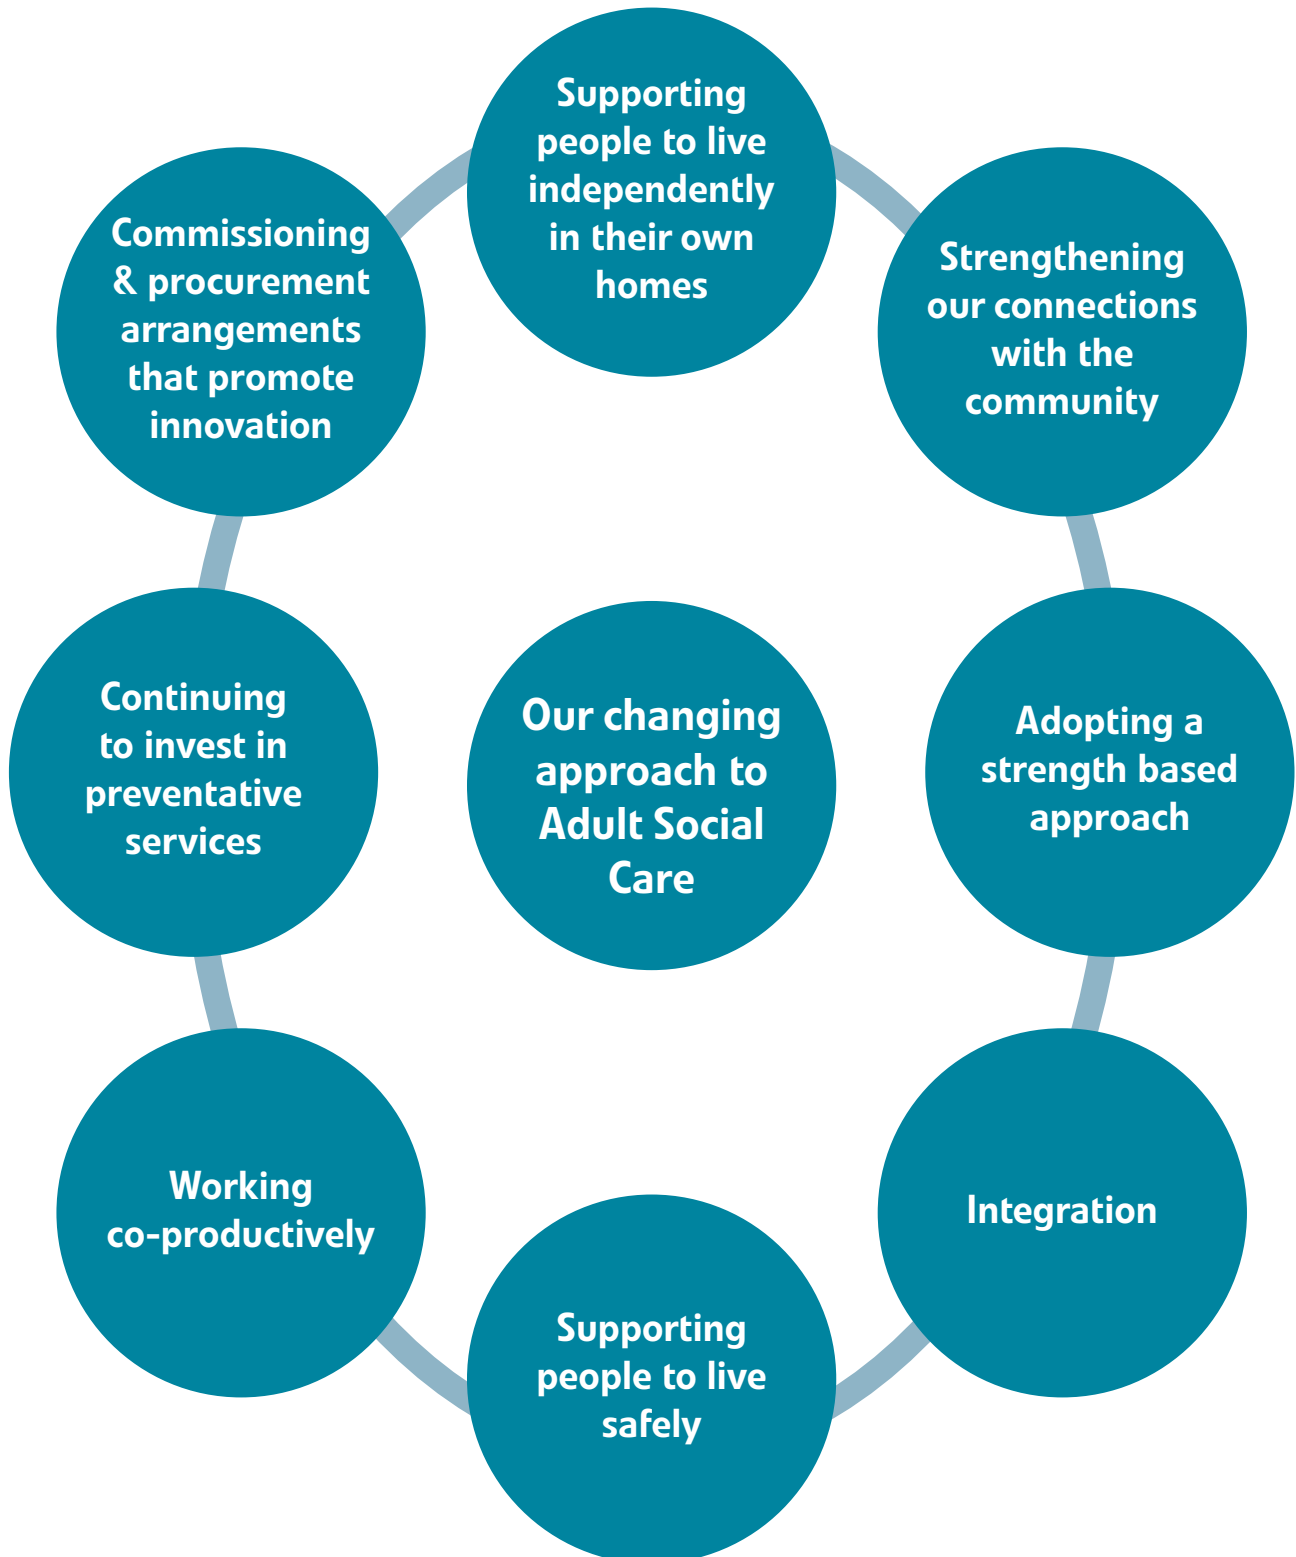 Supporting
people to live
independently
in their own
homes
Strengthening
our connections
with the
community
Adopting a
strength based
approach
Integration
Supporting
people to live
safely
Working
co-productively
Continuing
to invest in
preventative
services
Commissioning
& procurement
arrangements
that promote
innovation
Our changing
approach to
Adult Social
Care